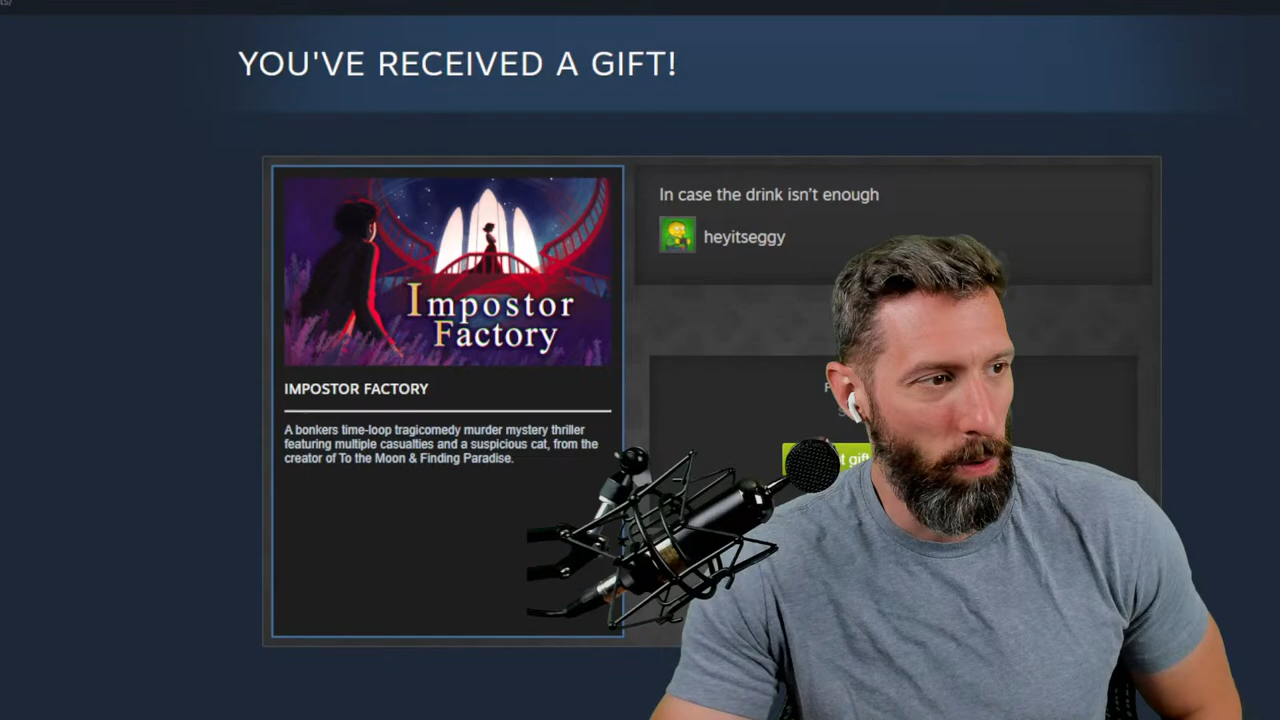 YOU'VE RECEIVED A GIFT!
Impostor
Factory
IMPOSTOR FACTORY
A bonkers time-loop tragicomedy murder mystery thriller
featuring multiple casualties and a suspicious cat, from the
creator of To the Moon & Finding Paradise.
In case the drink isn't enough
heyitseggy
gift